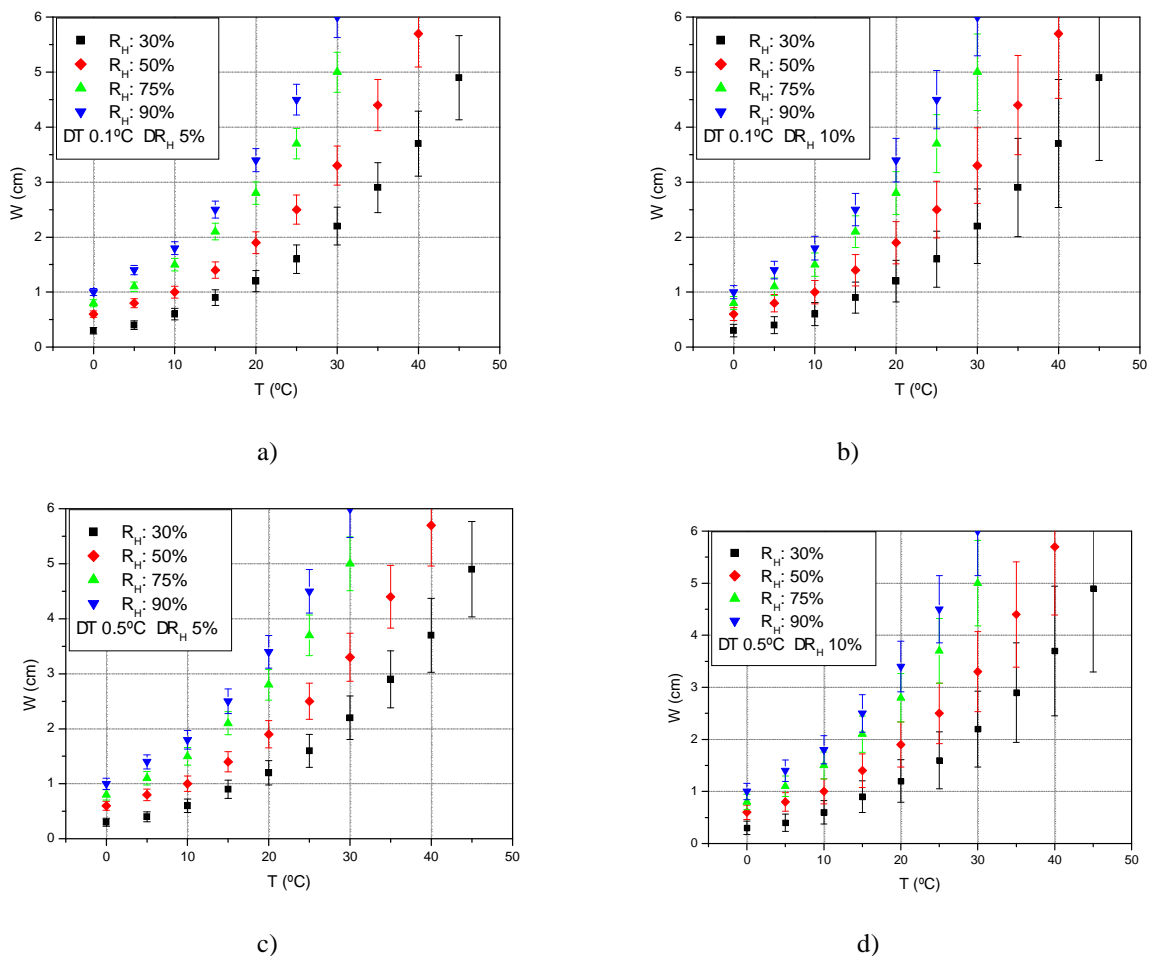 6
5
4
3
2
1
0
W (cm)
R_H: 30%
R_H: 50%
R_H: 75%
R_H: 90%
DT 0.1ºC DR_H 5%
0 10 20 30 40 50
T (ºC)
a)
6
5
4
3
2
1
0
W (cm)
R_H: 30%
R_H: 50%
R_H: 75%
R_H: 90%
DT 0.1ºC DR_H 10%
0 10 20 30 40 50
T (ºC)
b)
6
5
4
3
2
1
0
W (cm)
R_H: 30%
R_H: 50%
R_H: 75%
R_H: 90%
DT 0.5ºC DR_H 5%
0 10 20 30 40 50
T (ºC)
c)
6
5
4
3
2
1
0
W (cm)
R_H: 30%
R_H: 50%
R_H: 75%
R_H: 90%
DT 0.5ºC DR_H 10%
0 10 20 30 40 50
T (ºC)
d)